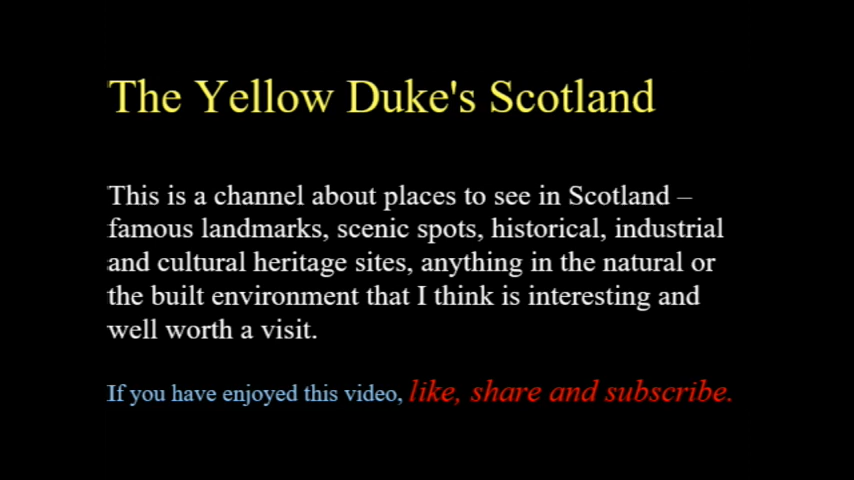 The Yellow Duke's Scotland
This is a channel about places to see in Scotland –
famous landmarks, scenic spots, historical, industrial
and cultural heritage sites, anything in the natural or
the built environment that I think is interesting and
well worth a visit.
If you have enjoyed this video, like, share and subscribe.